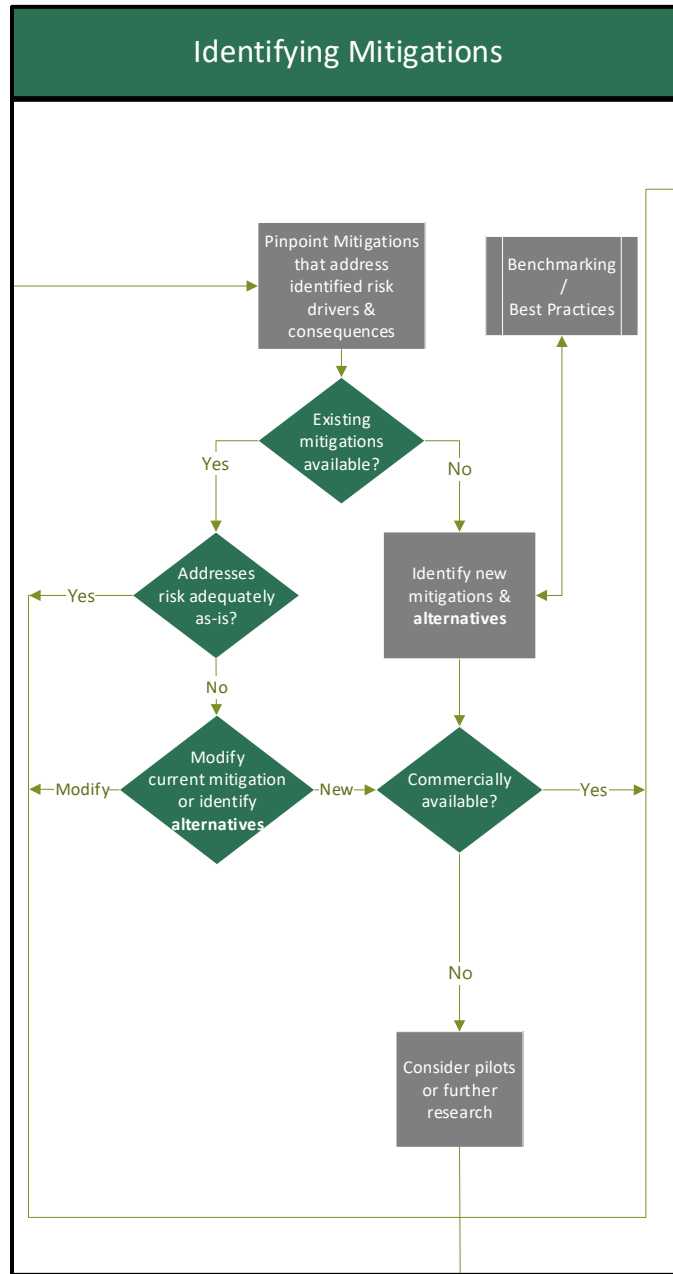 Identifying Mitigations
Pinpoint Mitigations
that address
identified risk
drivers &
consequences
Benchmarking
/
Best Practices
Existing
mitigations
available?
Yes
No
Addresses
risk adequately
as-is?
Yes
Identify new
mitigations &
alternatives
No
Modify
current mitigation
or identify
alternatives
Modify
New
Commercially
available?
Yes
No
Consider pilots
or further
research